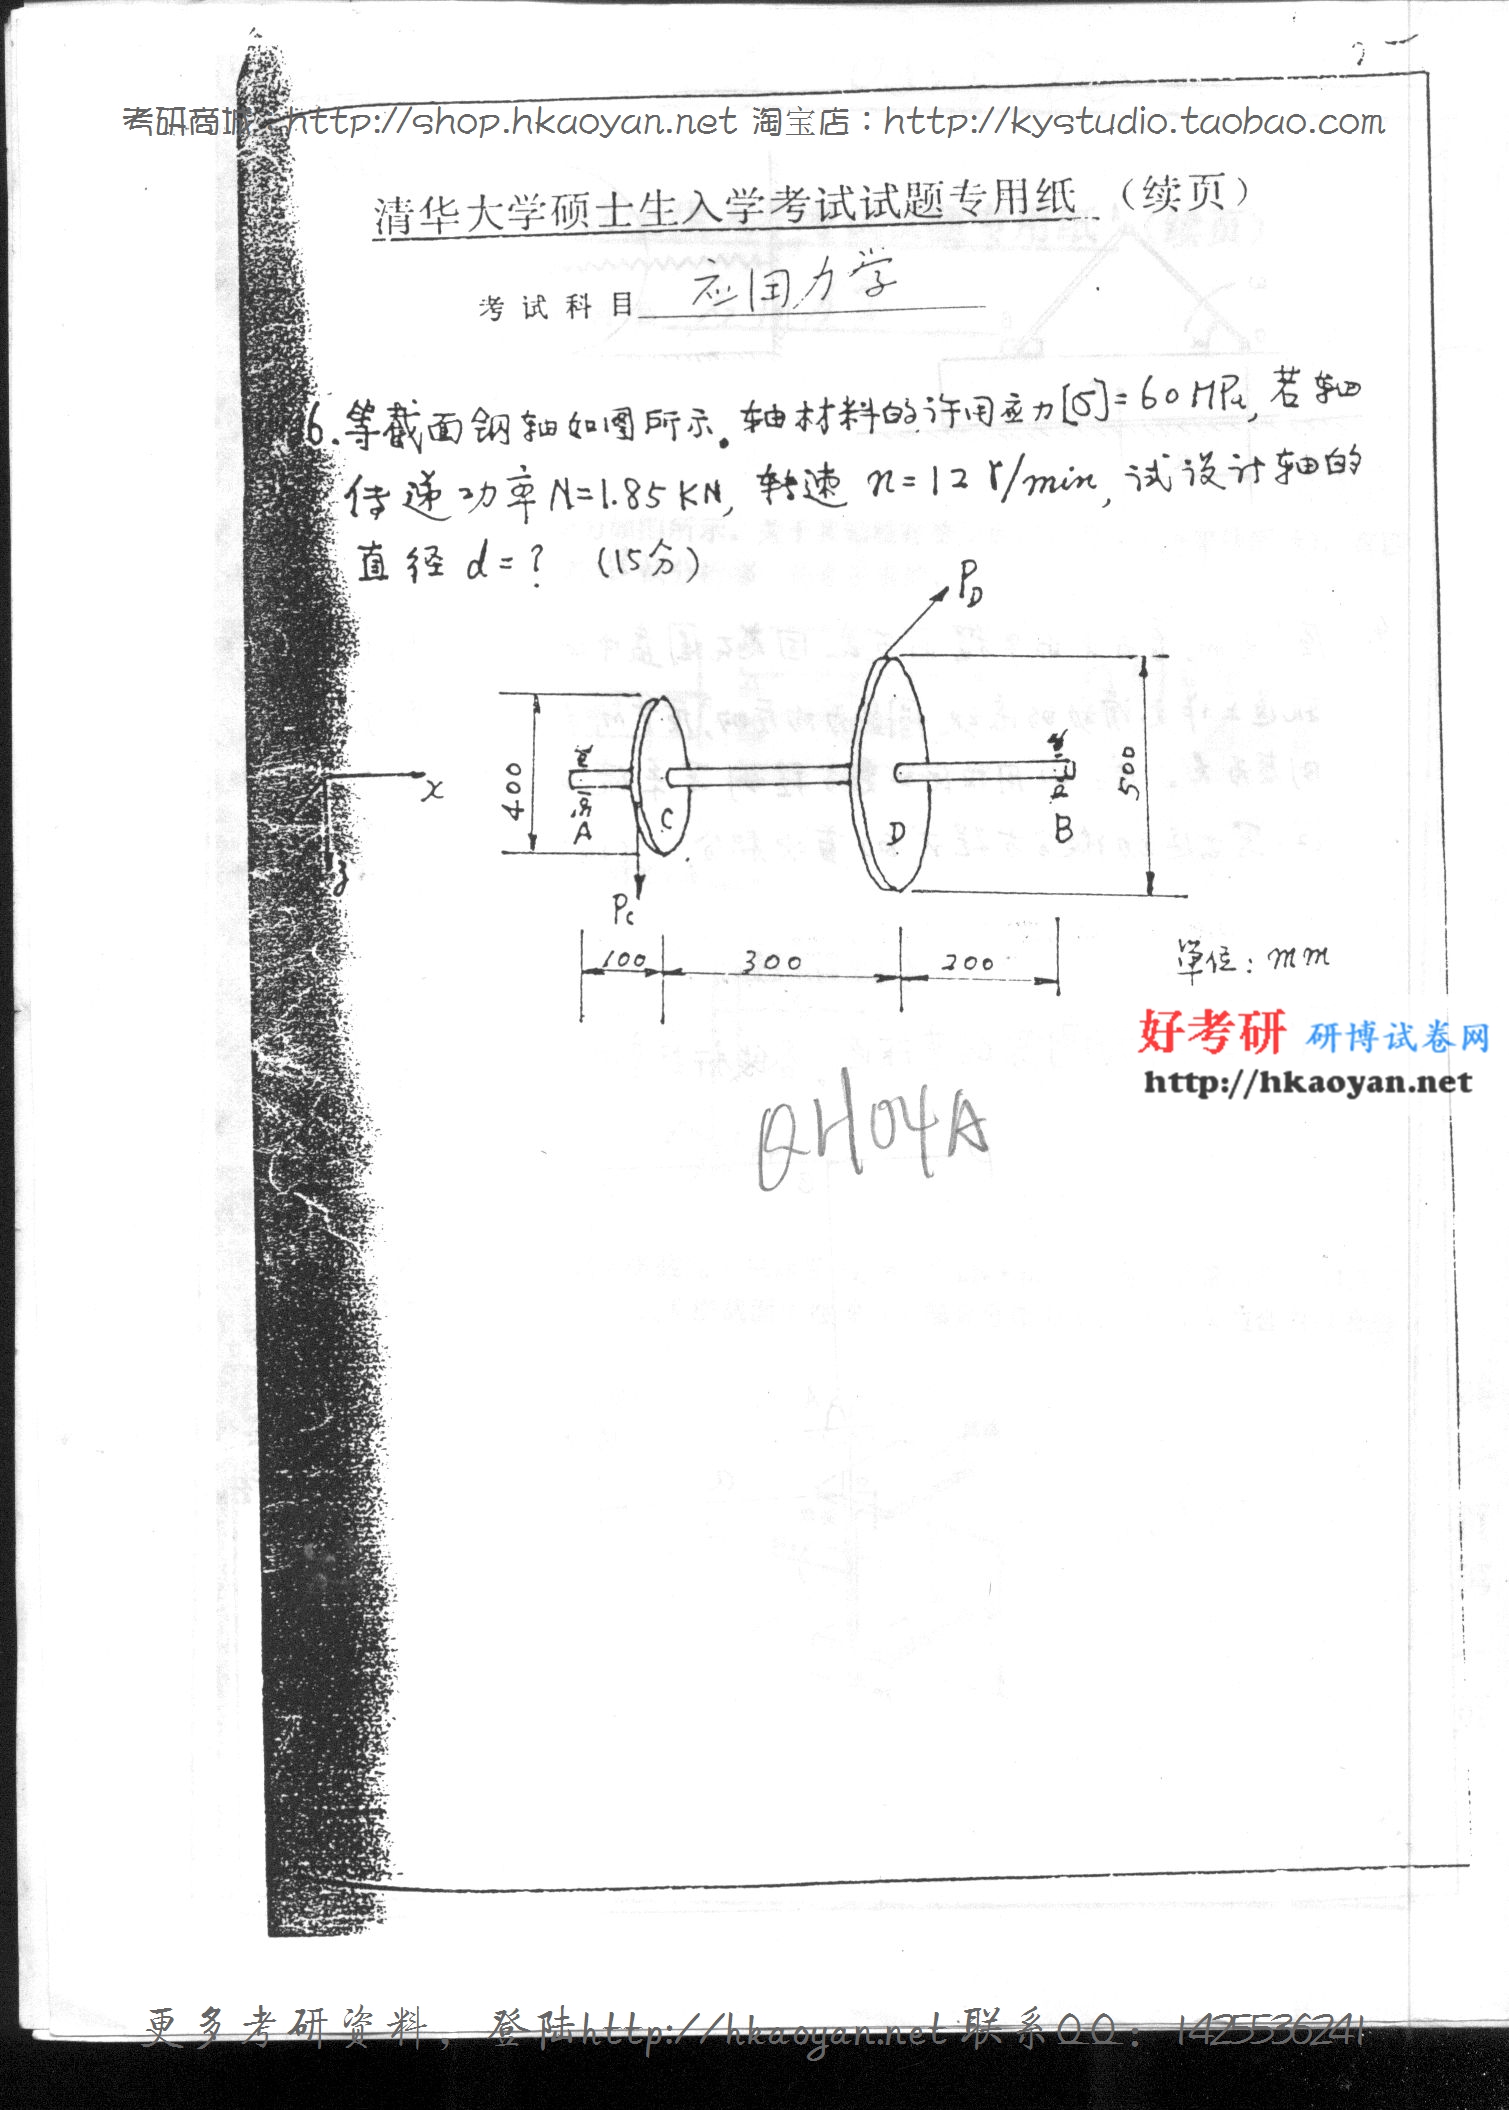 考研商城：http://shop.hkaoyan.net 淘宝店：http://kystudio.taobao.com
清华大学硕士生入学考试试题专用纸（续页）
考试科目 应用力学
6.等截面钢轴如图所示。轴材料的许用应力[σ]=60MPa,若轴
传递功率N=1.85KN,转速 n=12r/min,试设计轴的
直径 d=? (15分)
P_D
x
z
400
A
C
D
B
500
P_C
100
300
200
单位:mm
好考研 研博试卷网
http://hkaoyan.net
QH04A
更多考研资料，登陆http://hkaoyan.net 联系QQ：1425536241